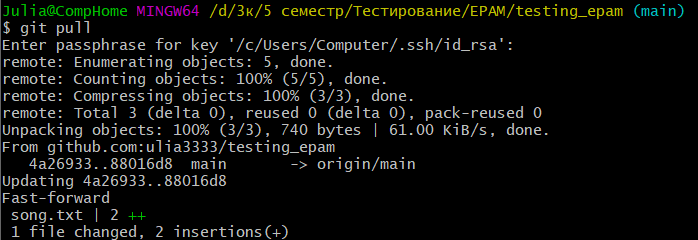 Julia@CompHome MINGW64 /d/3к/5 семестр/Тестирование/EPAM/testing_epam (main)
$ git pull
Enter passphrase for key '/c/Users/Computer/.ssh/id_rsa':
remote: Enumerating objects: 5, done.
remote: Counting objects: 100% (5/5), done.
remote: Compressing objects: 100% (3/3), done.
remote: Total 3 (delta 0), reused 0 (delta 0), pack-reused 0
Unpacking objects: 100% (3/3), 740 bytes | 61.00 KiB/s, done.
From github.com:ulia3333/testing_epam
   4a26933..88016d8  main       -> origin/main
Updating 4a26933..88016d8
Fast-forward
 song.txt | 2 ++
 1 file changed, 2 insertions(+)